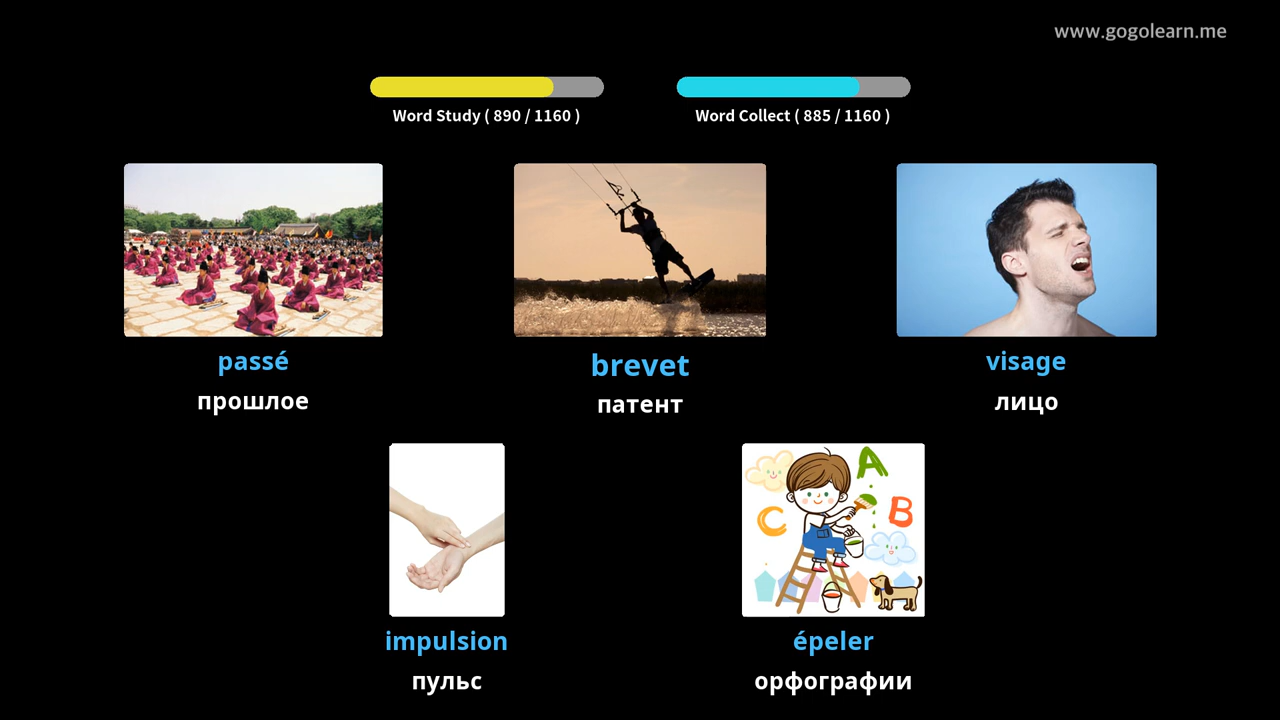 www.gogolearn.me
Word Study ( 890 / 1160 )
Word Collect ( 885 / 1160 )
passé
прошлое
brevet
патент
visage
лицо
A
C
B
impulsion
пульс
épeler
орфографии